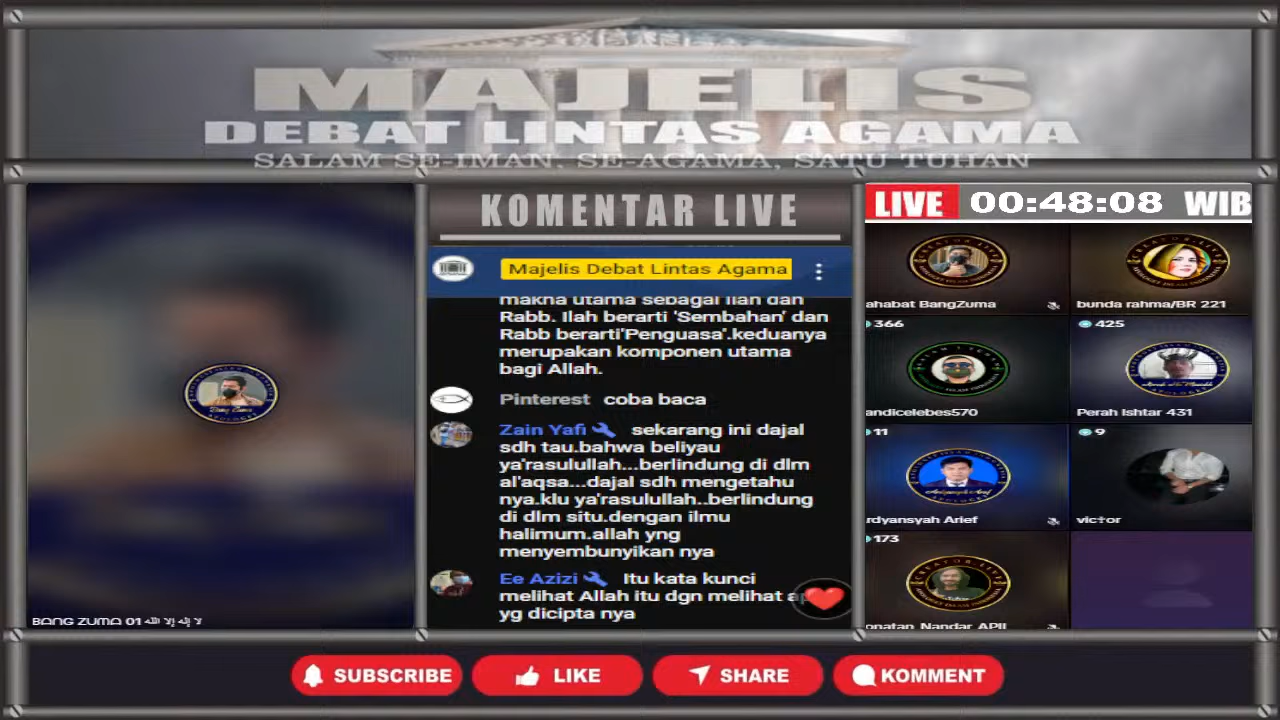 MAJELIS
DEBAT LINTAS AGAMA
SALAM SE-IMAN, SE-AGAMA, SATU TUHAN
KOMENTAR LIVE
LIVE 00:48:08 WIB
Majelis Debat Lintas Agama
makna utama sebagai Ilah dan
Rabb. Ilah berarti 'Sembahan' dan
Rabb berarti'Penguasa'.keduanya
merupakan komponen utama
bagi Allah.
Pinterest coba baca
Zain Yafi sekarang ini dajal
sdh tau.bahwa beliyau
ya'rasulullah...berlindung di dlm
al'aqsa...dajal sdh mengetahu
nya.klu ya'rasulullah..berlindung
di dlm situ.dengan ilmu
halimum.allah yng
menyembunyikan nya
Ee Azizi Itu kata kunci
melihat Allah itu dgn melihat
yg dicipta nya
BANG ZUMA 01 لا إله إلا الله
ahabat BangZuma
bunda rahma/BR 221
366
425
andicelebes570
Perah Ishtar 431
11
9
rdyansyah Arief
vic†or
173
onatan Nandar APII
SUBSCRIBE
LIKE
SHARE
KOMMENT